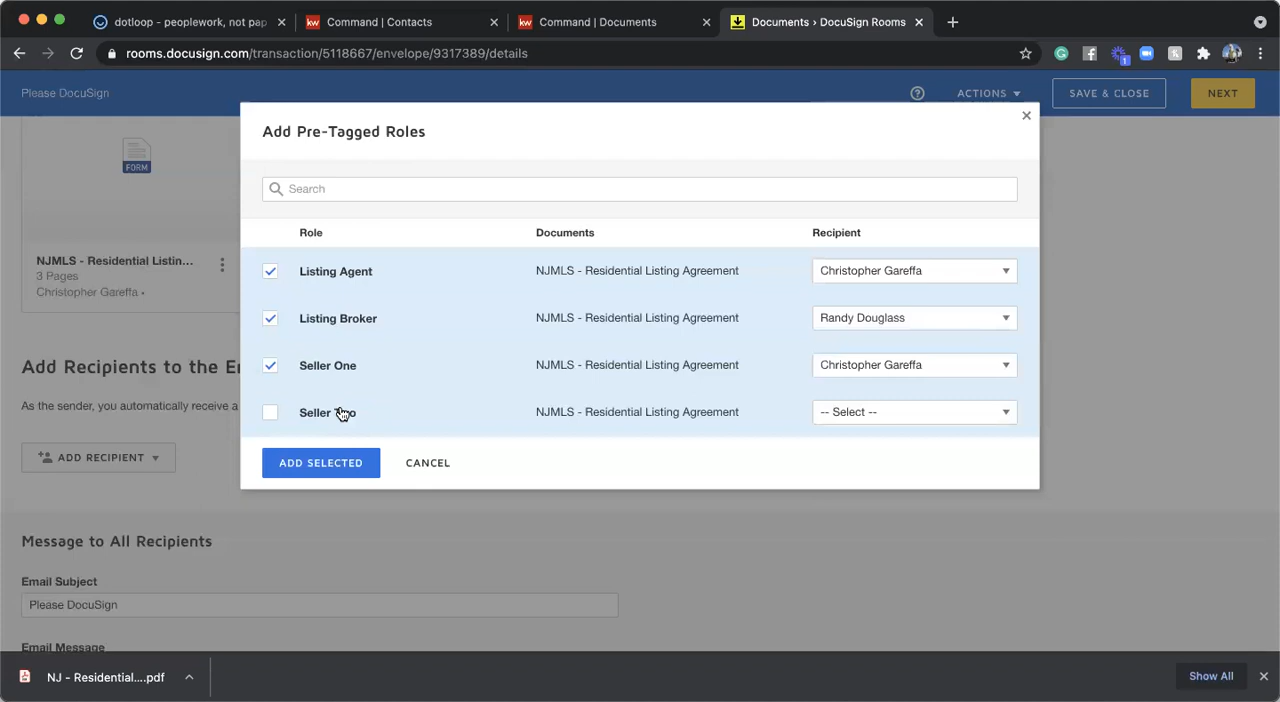 dotloop - peoplework, not pap
kw Command | Contacts
kw Command | Documents
Documents › DocuSign Rooms
rooms.docusign.com/transaction/5118667/envelope/9317389/details
1
Please DocuSign
ACTIONS
SAVE & CLOSE
NEXT
Add Pre-Tagged Roles
FORM
Search
Role Documents Recipient
NJMLS - Residential Listin...
3 Pages
Christopher Gareffa •
Listing Agent NJMLS - Residential Listing Agreement Christopher Gareffa
Listing Broker NJMLS - Residential Listing Agreement Randy Douglass
Seller One NJMLS - Residential Listing Agreement Christopher Gareffa
Seller Two NJMLS - Residential Listing Agreement -- Select --
Add Recipients to the E
As the sender, you automatically receive a
ADD RECIPIENT
ADD SELECTED
CANCEL
Message to All Recipients
Email Subject
Please DocuSign
Email Message
NJ - Residential....pdf
Show All